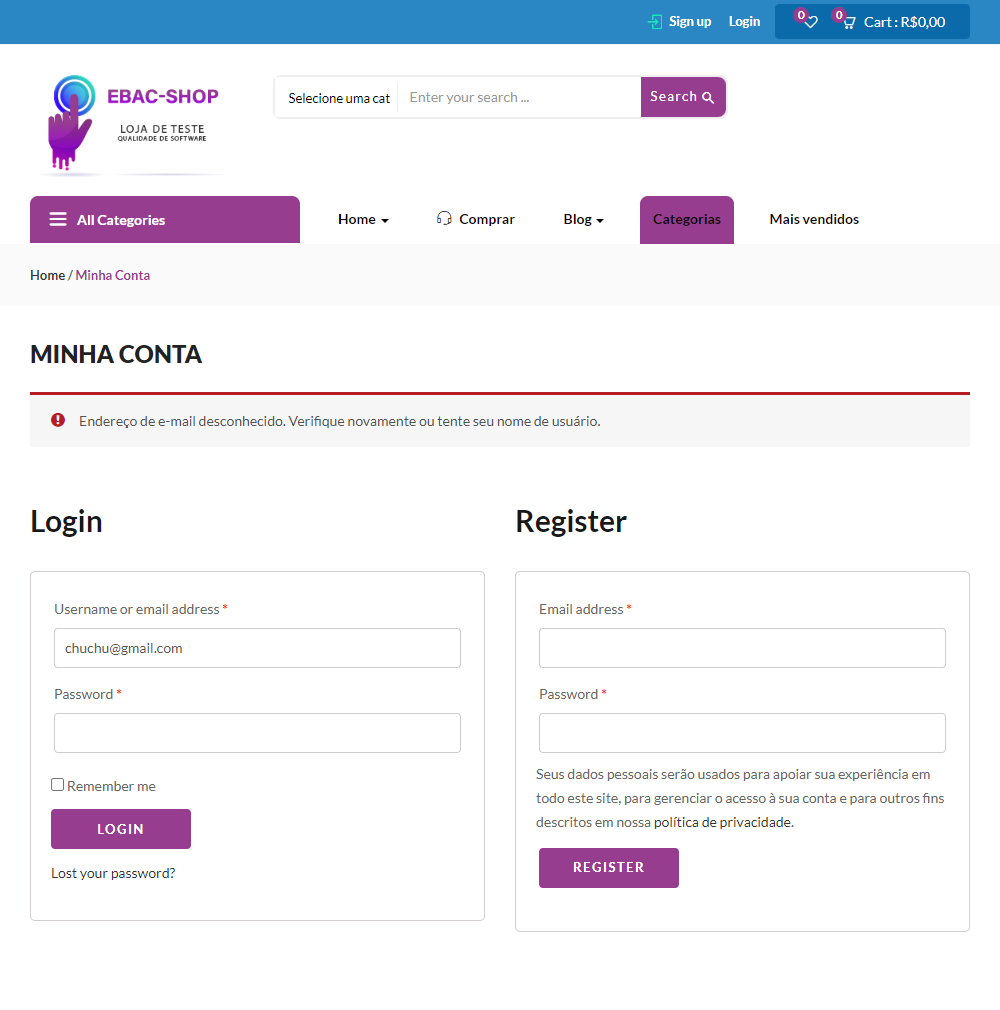 Sign up Login 0 0 Cart : R$0,00
EBAC-SHOP
LOJA DE TESTE
QUALIDADE DE SOFTWARE
Selecione uma cat Enter your search ... Search
All Categories Home Comprar Blog Categorias Mais vendidos
Home / Minha Conta
MINHA CONTA
Endereço de e-mail desconhecido. Verifique novamente ou tente seu nome de usuário.
Login
Username or email address *
chuchu@gmail.com
Password *
Remember me
LOGIN
Lost your password?
Register
Email address *
Password *
Seus dados pessoais serão usados para apoiar sua experiência em
todo este site, para gerenciar o acesso à sua conta e para outros fins
descritos em nossa política de privacidade.
REGISTER